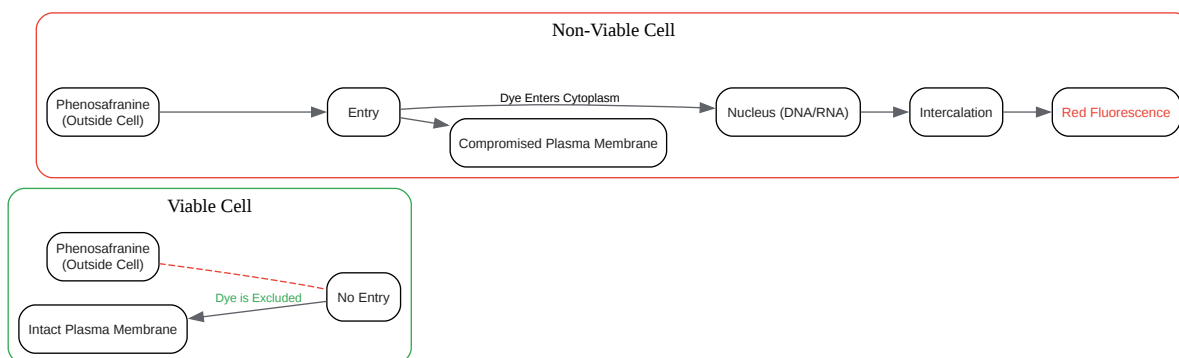 Non-Viable Cell
Phenosafranine
(Outside Cell)
Entry
Dye Enters Cytoplasm
Compromised Plasma Membrane
Nucleus (DNA/RNA)
Intercalation
Red Fluorescence
Viable Cell
Phenosafranine
(Outside Cell)
Dye is Excluded
No Entry
Intact Plasma Membrane